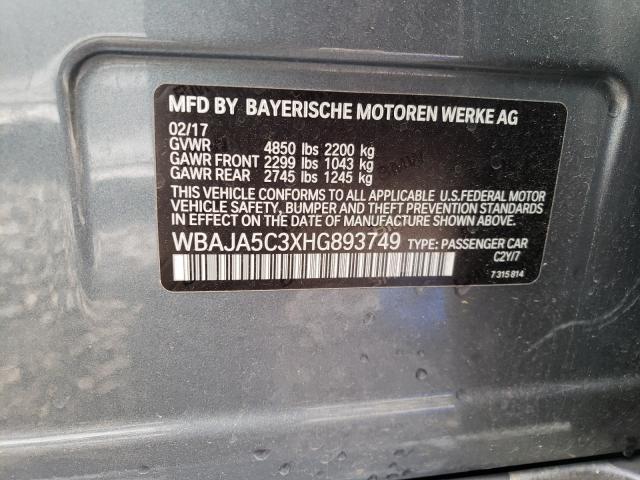 MFD BY BAYERISCHE MOTOREN WERKE AG
02/17
GVWR 4850 lbs 2200 kg
GAWR FRONT 2299 lbs 1043 kg
GAWR REAR 2745 lbs 1245 kg
THIS VEHICLE CONFORMS TO ALL APPLICABLE U.S.FEDERAL MOTOR
VEHICLE SAFETY, BUMPER, AND THEFT PREVENTION STANDARDS
IN EFFECT ON THE DATE OF MANUFACTURE SHOWN ABOVE.
WBAJA5C3XHG893749 TYPE: PASSENGER CAR
C2Y/7
7315814